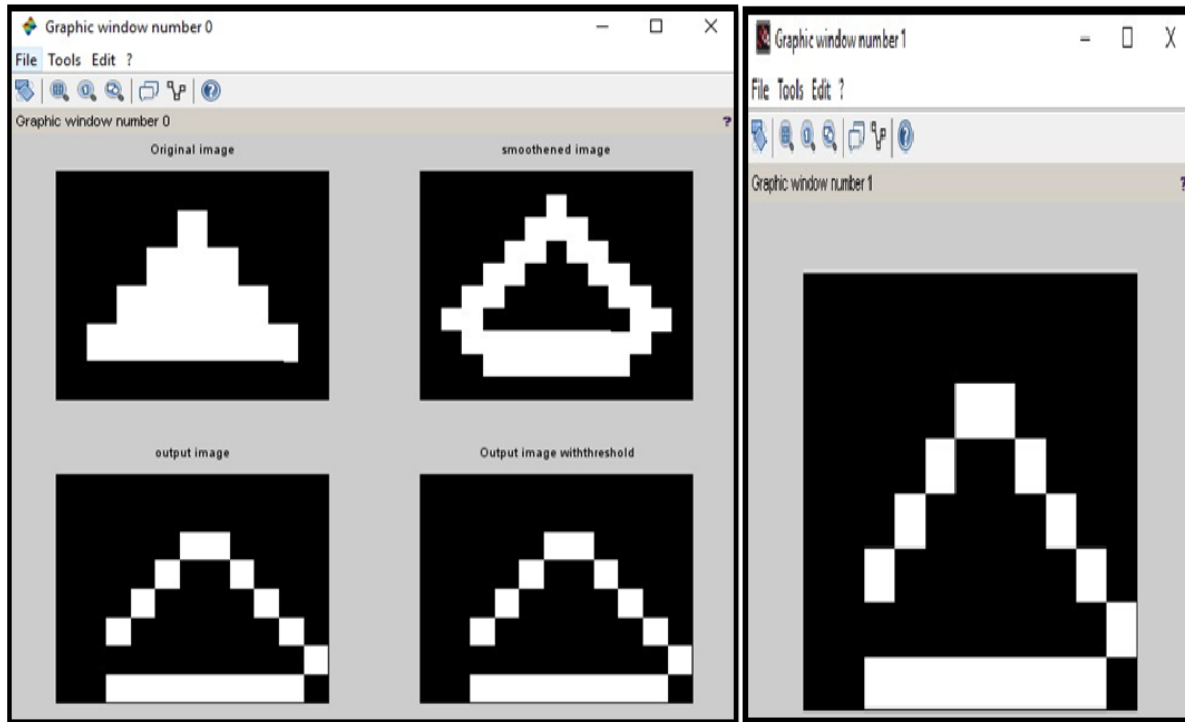 Graphic window number 0
File Tools Edit ?
Graphic window number 0 ?
Original image
smoothened image
output image
Output image withthreshold
Graphic window number 1
File Tools Edit ?
Graphic window number 1 ?